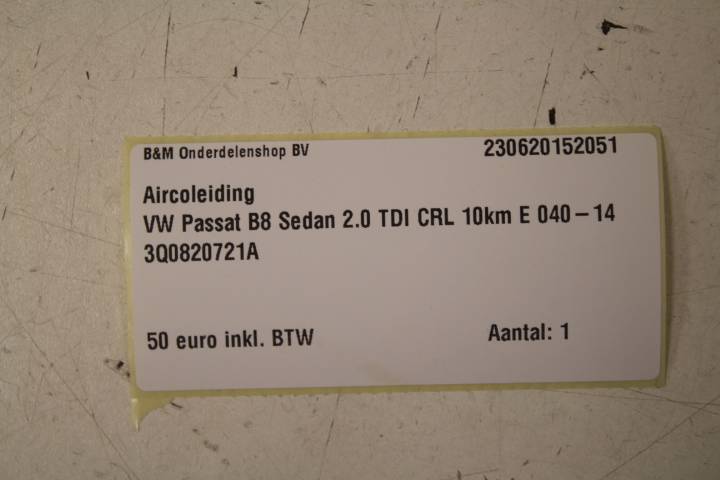 B&M Onderdelenshop BV 230620152051
Aircoleiding
VW Passat B8 Sedan 2.0 TDI CRL 10km E 040-14
3Q0820721A
50 euro inkl. BTW Aantal: 1